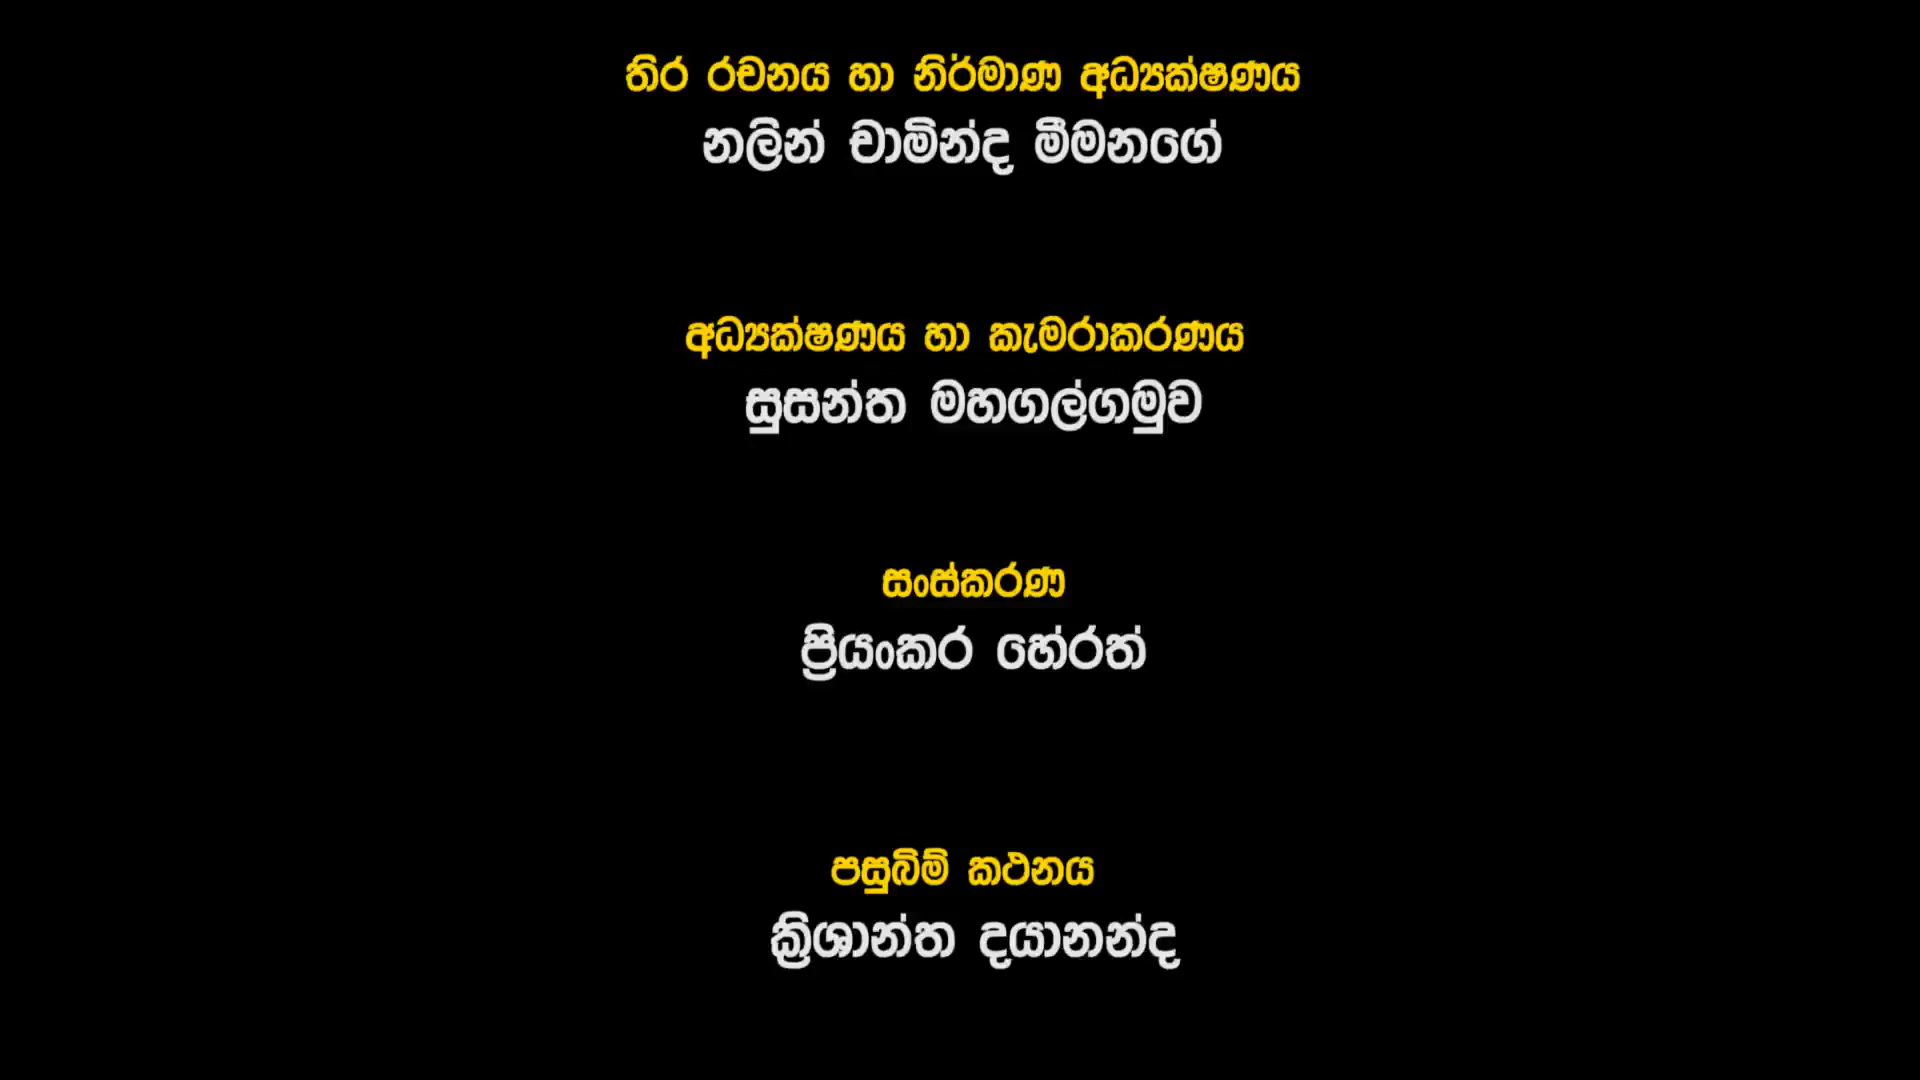 තිර රචනය හා නිර්මාණ අධ්‍යක්ෂණය
නලින් චාමින්ද මීමනගේ
අධ්‍යක්ෂණය හා කැමරාකරණය
සුසන්ත මහගල්ගමුව
සංස්කරණ
ප්‍රියංකර හේරත්
පසුබිම් කථනය
ක්‍රිශාන්ත දයානන්ද